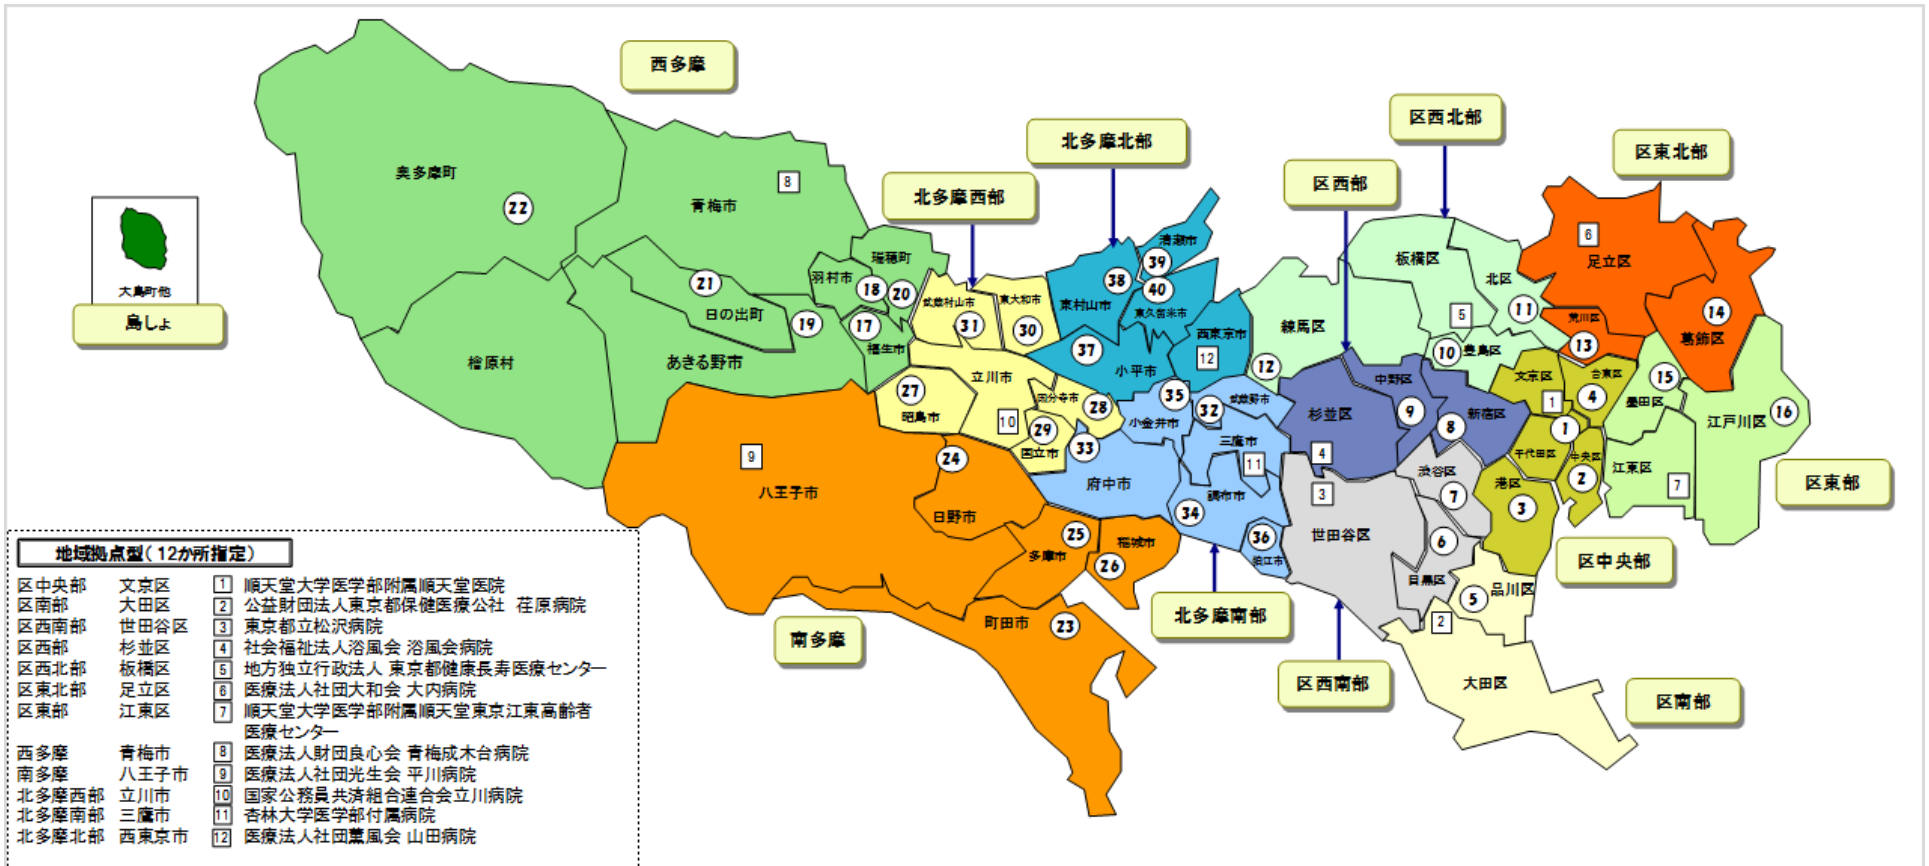 西多摩
区西北部
北多摩北部
区東北部
区西部
北多摩西部
奥多摩町
22
8
青梅市
清瀬市
39
38
40
東村山市
東久留米市
西東京市
12
37
小平市
板橋区
北区
5
11
練馬区
12
10
豊島区
6
足立区
荒川区
13
14
葛飾区
大島町他
島しょ
瑞穂町
羽村市
18
20
21
日の出町
19
17
福生市
檜原村
あきる野市
武蔵村山市
31
東大和市
30
27
昭島市
立川市
10
国分寺市
28
29
国立市
35
32
武蔵野市
小金井市
33
三鷹市
11
府中市
34
調布市
36
狛江市
中野区
杉並区
9
新宿区
8
4
文京区
1
台東区
4
1
千代田区
中央区
2
港区
3
15
墨田区
江戸川区
16
江東区
7
区東部
渋谷区
7
3
世田谷区
6
目黒区
5
品川区
2
大田区
区中央部
9
八王子市
24
日野市
25
多摩市
稲城市
26
町田市
23
南多摩
北多摩南部
区西南部
区南部
地域拠点型(12か所指定)
区中央部 文京区 1 順天堂大学医学部附属順天堂医院
区南部 大田区 2 公益財団法人東京都保健医療公社 荏原病院
区西南部 世田谷区 3 東京都立松沢病院
区西部 杉並区 4 社会福祉法人浴風会 浴風会病院
区西北部 板橋区 5 地方独立行政法人 東京都健康長寿医療センター
区東北部 足立区 6 医療法人社団大和会 大内病院
区東部 江東区 7 順天堂大学医学部附属順天堂東京江東高齢者
医療センター
西多摩 青梅市 8 医療法人財団良心会 青梅成木台病院
南多摩 八王子市 9 医療法人社団光生会 平川病院
北多摩西部 立川市 10 国家公務員共済組合連合会立川病院
北多摩南部 三鷹市 11 杏林大学医学部付属病院
北多摩北部 西東京市 12 医療法人社団薫風会 山田病院